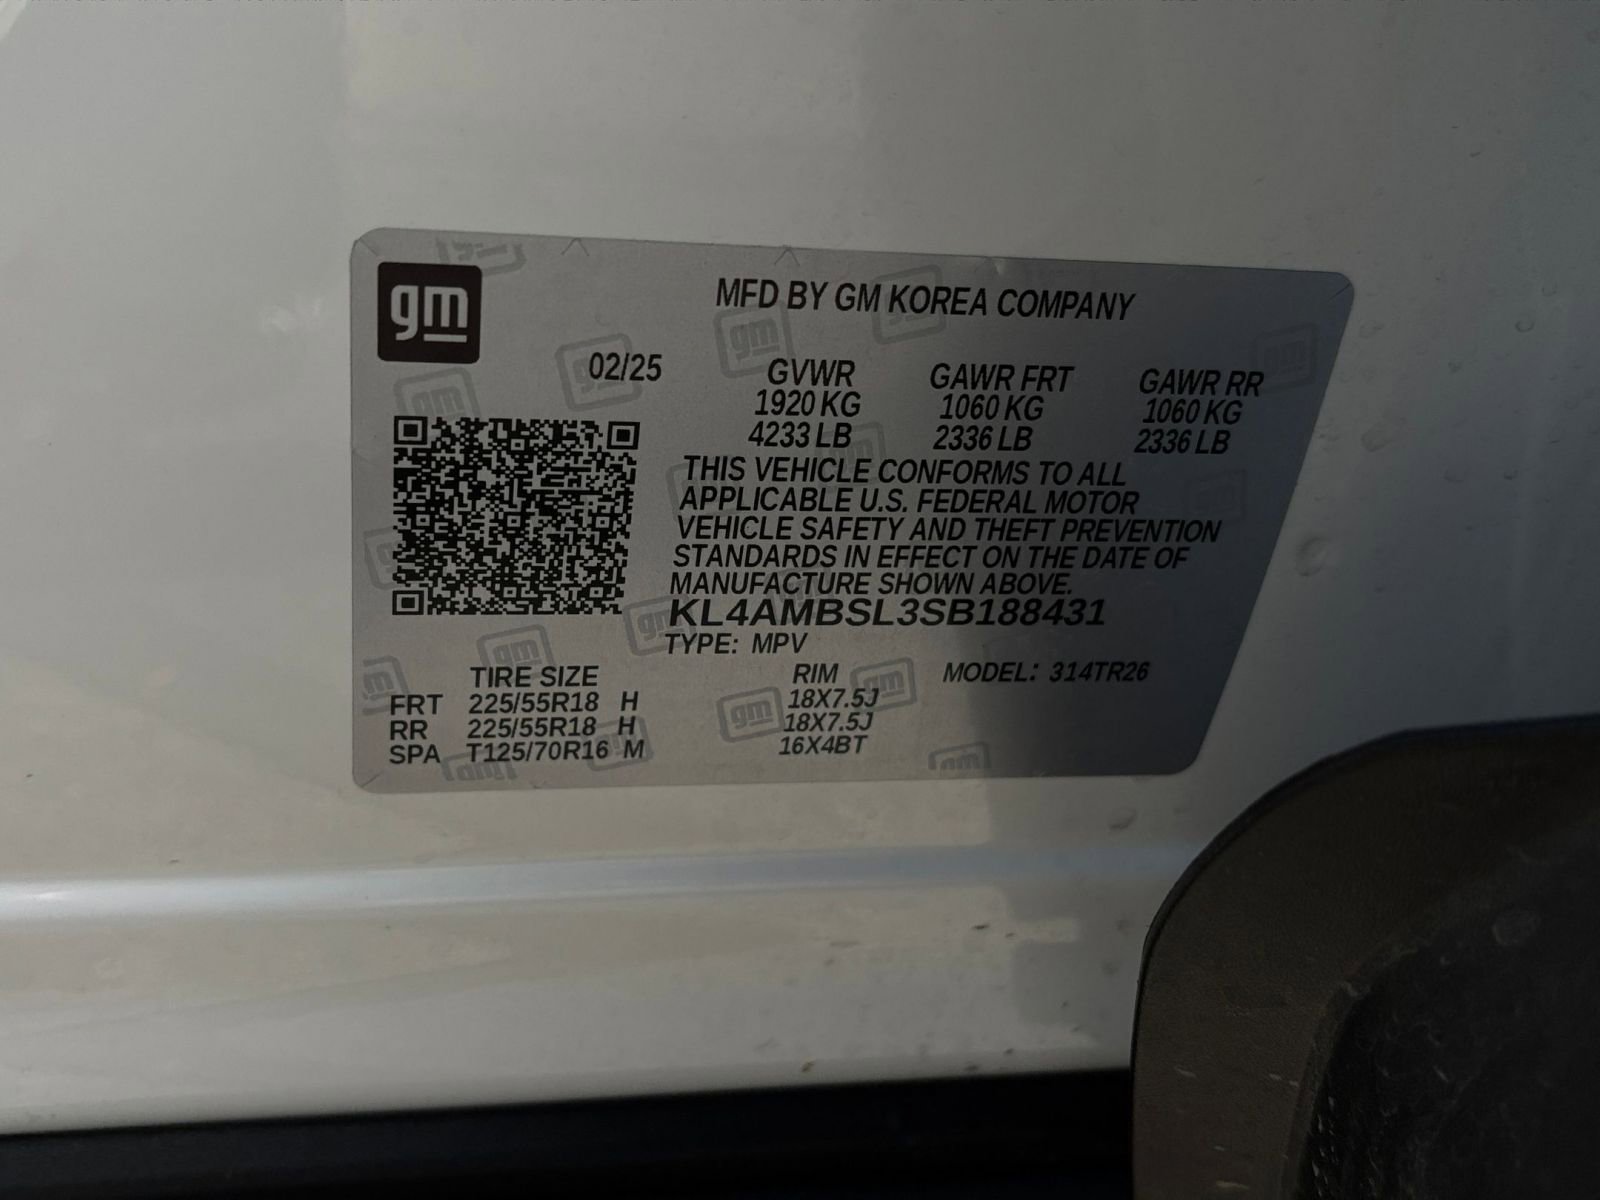 gm
MFD BY GM KOREA COMPANY
02/25 GVWR GAWR FRT GAWR RR
1920 KG 1060 KG 1060 KG
4233 LB 2336 LB 2336 LB
THIS VEHICLE CONFORMS TO ALL
APPLICABLE U.S. FEDERAL MOTOR
VEHICLE SAFETY AND THEFT PREVENTION
STANDARDS IN EFFECT ON THE DATE OF
MANUFACTURE SHOWN ABOVE.
KL4AMBSL3SB188431
TYPE: MPV
TIRE SIZE RIM MODEL: 314TR26
FRT 225/55R18 H 18X7.5J
RR 225/55R18 H 18X7.5J
SPA T125/70R16 M 16X4BT